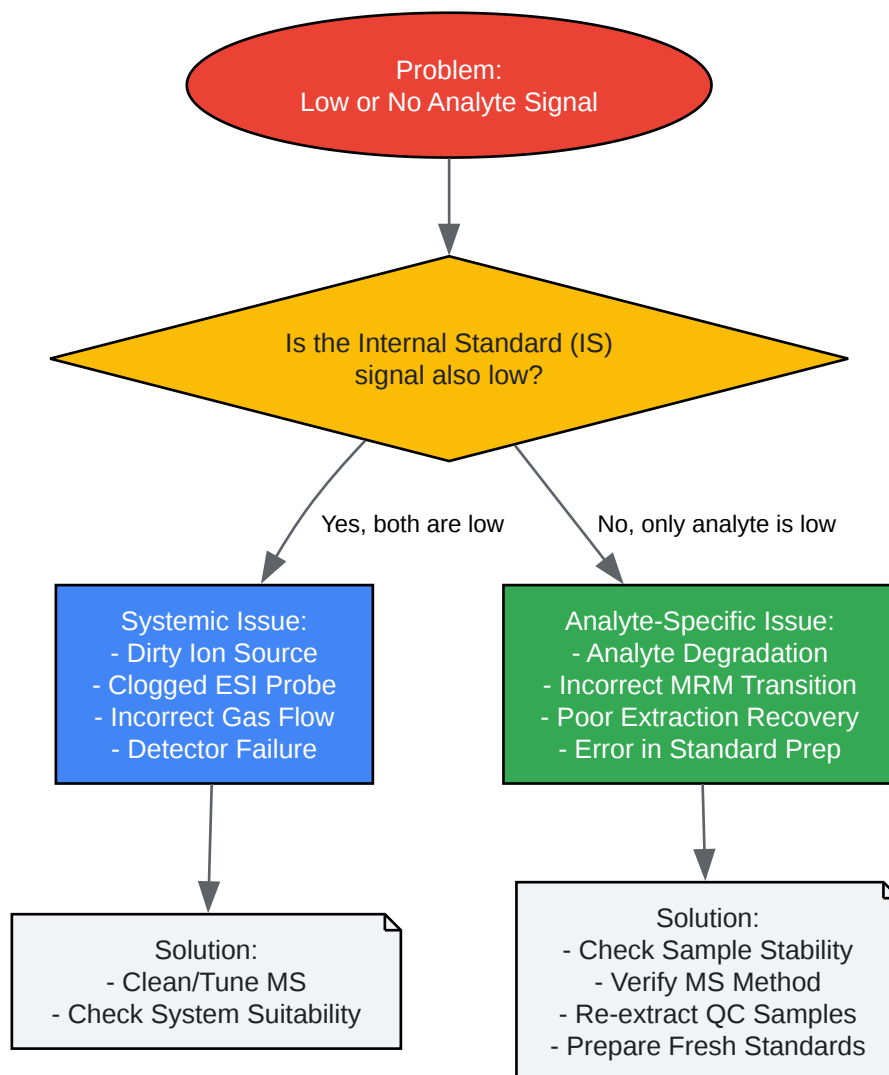 Problem:
Low or No Analyte Signal
Is the Internal Standard (IS)
signal also low?
Yes, both are low
No, only analyte is low
Systemic Issue:
- Dirty Ion Source
- Clogged ESI Probe
- Incorrect Gas Flow
- Detector Failure
Analyte-Specific Issue:
- Analyte Degradation
- Incorrect MRM Transition
- Poor Extraction Recovery
- Error in Standard Prep
Solution:
- Clean/Tune MS
- Check System Suitability
Solution:
- Check Sample Stability
- Verify MS Method
- Re-extract QC Samples
- Prepare Fresh Standards